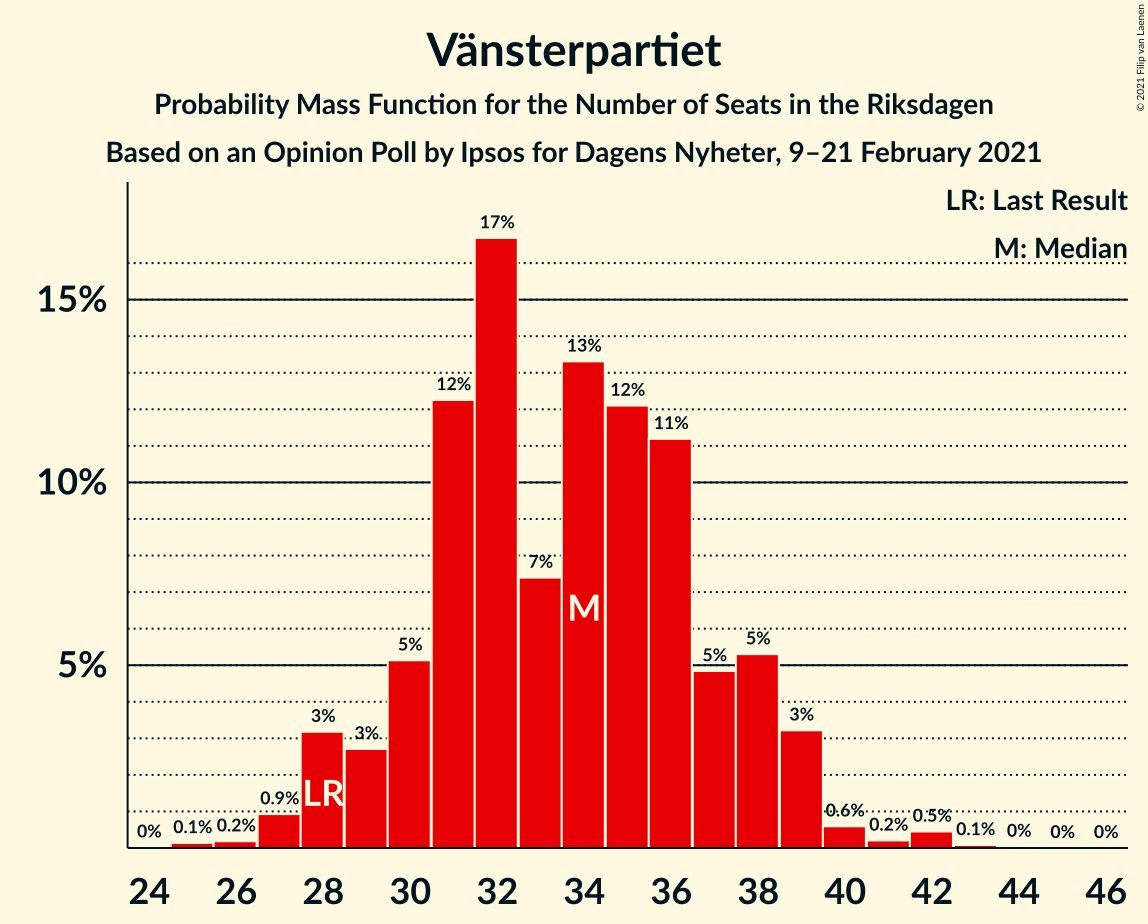 Vänsterpartiet
Probability Mass Function for the Number of Seats in the Riksdagen
Based on an Opinion Poll by Ipsos for Dagens Nyheter, 9–21 February 2021
© 2021 Filip van Laenen
LR: Last Result
M: Median
15%
10%
5%
0%
0.1%
0.2%
0.9%
3%
3%
5%
12%
17%
7%
13%
12%
11%
5%
5%
3%
0.6%
0.2%
0.5%
0.1%
0%
0%
0%
LR
M
24 26 28 30 32 34 36 38 40 42 44 46